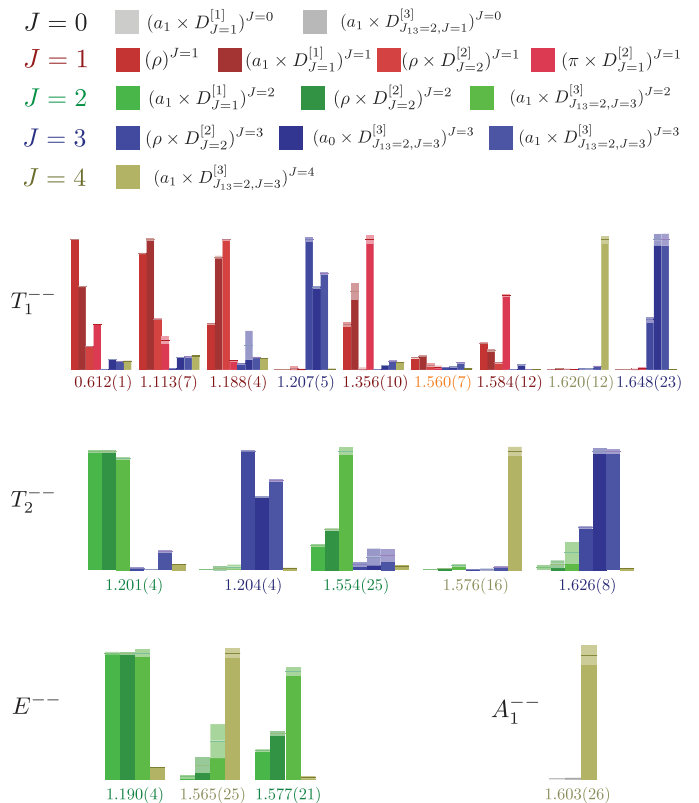 J = 0 (a₁ × D^{[1]}_{J=1})^{J=0} (a₁ × D^{[3]}_{J₁₃=2,J=1})^{J=0}
J = 1 (ρ)^{J=1} (a₁ × D^{[1]}_{J=1})^{J=1} (ρ × D^{[2]}_{J=2})^{J=1} (π × D^{[2]}_{J=1})^{J=1}
J = 2 (a₁ × D^{[1]}_{J=1})^{J=2} (ρ × D^{[2]}_{J=2})^{J=2} (a₁ × D^{[3]}_{J₁₃=2,J=3})^{J=2}
J = 3 (ρ × D^{[2]}_{J=2})^{J=3} (a₀ × D^{[3]}_{J₁₃=2,J=3})^{J=3} (a₁ × D^{[3]}_{J₁₃=2,J=3})^{J=3}
J = 4 (a₁ × D^{[3]}_{J₁₃=2,J=3})^{J=4}
T₁^{−−}
0.612(1) 1.113(7) 1.188(4) 1.207(5) 1.356(10) 1.560(7) 1.584(12) 1.620(12) 1.648(23)
T₂^{−−}
1.201(4) 1.204(4) 1.554(25) 1.576(16) 1.626(8)
E^{−−} A₁^{−−}
1.190(4) 1.565(25) 1.577(21) 1.603(26)